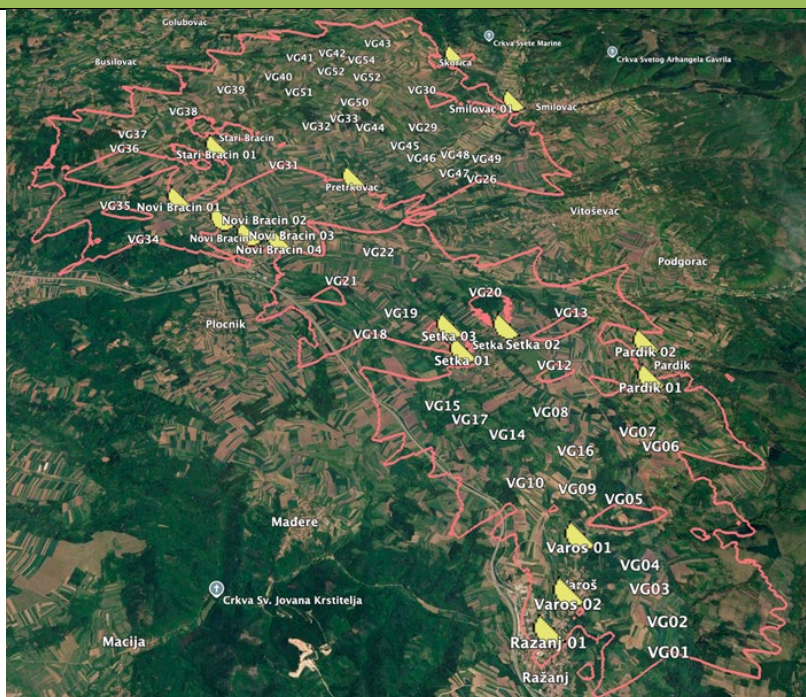 Golubovac
VG43
Crkva Svete Marine
VG42
VG41
VG54
Skorica
Crkva Svetog Arhangela Gavrila
Busilovac
VG52
VG52
VG40
VG39
VG51
VG30
VG50
Smilovac 01
Smilovac
VG38
VG33
VG32
VG44
VG29
VG37
Stari Bracin
VG36
Stari Bracin 01
VG45
VG46
VG48
VG49
VG31
VG47
VG26
Pretrkovac
VG35
Novi Bracin 01
Vitoševac
Novi Bracin 02
VG34
Novi Bracin
Novi Bracin 03
Novi Bracin 04
VG22
Podgorac
VG21
VG20
VG19
VG13
Plocnik
VG18
Setka 03
Setka
Setka 02
Setka 01
Pardik 02
VG12
Pardik
Pardik 01
VG15
VG17
VG08
VG14
VG07
VG06
VG16
VG10
VG09
VG05
Mađere
Varos 01
VG04
Varoš
VG03
Crkva Sv. Jovana Krstitelja
Varos 02
VG02
Macija
Razanj 01
VG01
Ražanj